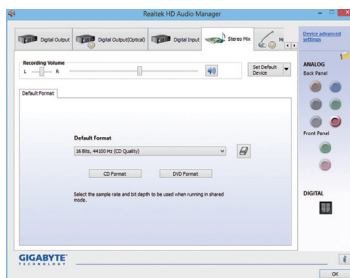 Realtek HD Audio Manager
Digital Output
Digital Output(Optical)
Digital Input
Stereo Mix
Device advanced
settings
Recording Volume
L
R
Set Default
Device
ANALOG
Back Panel
Default Format
Default Format
16 Bits, 44100 Hz (CD Quality)
CD Format
DVD Format
Select the sample rate and bit depth to be used when running in shared
mode.
Front Panel
DIGITAL
GIGABYTE
TECHNOLOGY
OK